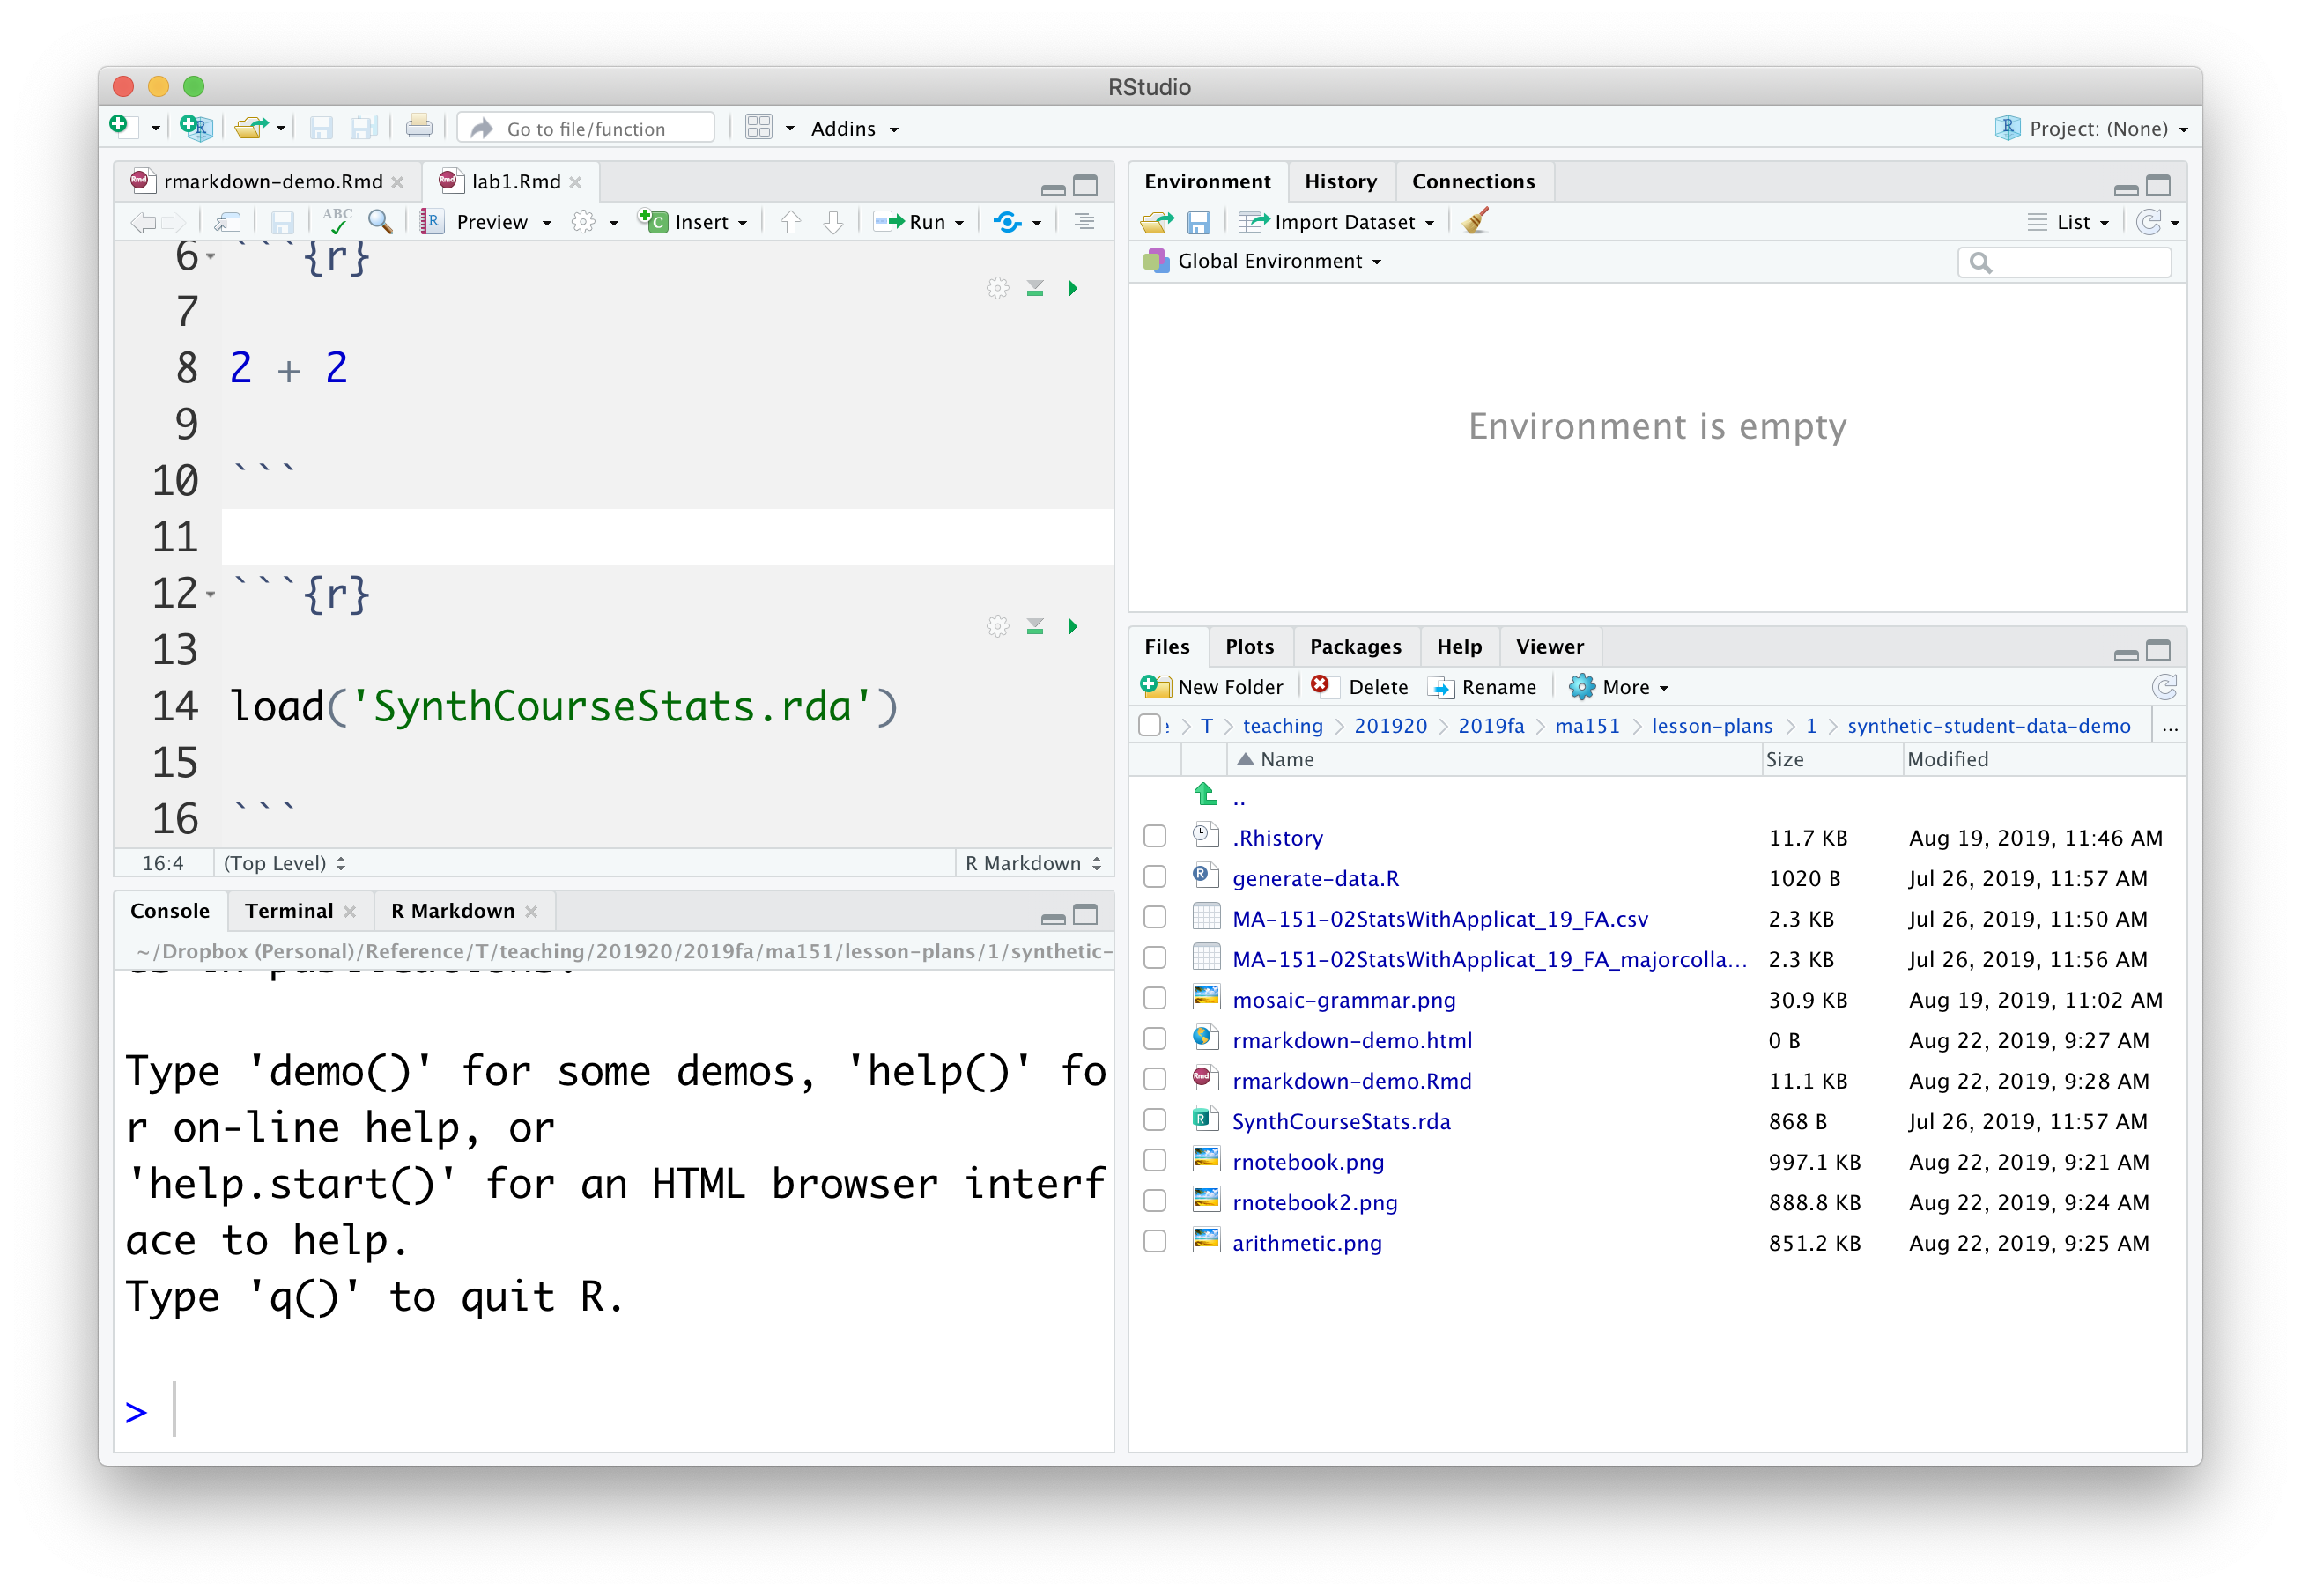 RStudio
Go to file/function
Addins
Project: (None)
rmarkdown-demo.Rmd
lab1.Rmd
ABC
Preview
Insert
Run
6 ```{r}
7
8 2 + 2
9
10 ```
11
12 ```{r}
13
14 load('SynthCourseStats.rda')
15
16 ```
16:4
(Top Level)
R Markdown
Console
Terminal
R Markdown
~/Dropbox (Personal)/Reference/T/teaching/201920/2019fa/ma151/lesson-plans/1/synthetic-
es in publications.
Type 'demo()' for some demos, 'help()' fo
r on-line help, or
'help.start()' for an HTML browser interf
ace to help.
Type 'q()' to quit R.
>
Environment
History
Connections
Import Dataset
List
Global Environment
Environment is empty
Files
Plots
Packages
Help
Viewer
New Folder
Delete
Rename
More
T > teaching > 201920 > 2019fa > ma151 > lesson-plans > 1 > synthetic-student-data-demo ...
Name Size Modified
..
.Rhistory 11.7 KB Aug 19, 2019, 11:46 AM
generate-data.R 1020 B Jul 26, 2019, 11:57 AM
MA-151-02StatsWithApplicat_19_FA.csv 2.3 KB Jul 26, 2019, 11:50 AM
MA-151-02StatsWithApplicat_19_FA_majorcolla... 2.3 KB Jul 26, 2019, 11:56 AM
mosaic-grammar.png 30.9 KB Aug 19, 2019, 11:02 AM
rmarkdown-demo.html 0 B Aug 22, 2019, 9:27 AM
rmarkdown-demo.Rmd 11.1 KB Aug 22, 2019, 9:28 AM
SynthCourseStats.rda 868 B Jul 26, 2019, 11:57 AM
rnotebook.png 997.1 KB Aug 22, 2019, 9:21 AM
rnotebook2.png 888.8 KB Aug 22, 2019, 9:24 AM
arithmetic.png 851.2 KB Aug 22, 2019, 9:25 AM